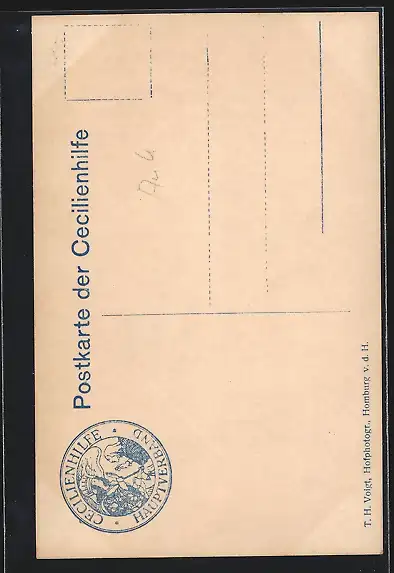 Postkarte der Cecilienhilfe
CECILIENHILFE
HAUPTVERBAND
T. H. Voigt, Hofphotogr., Homburg v. d. H.